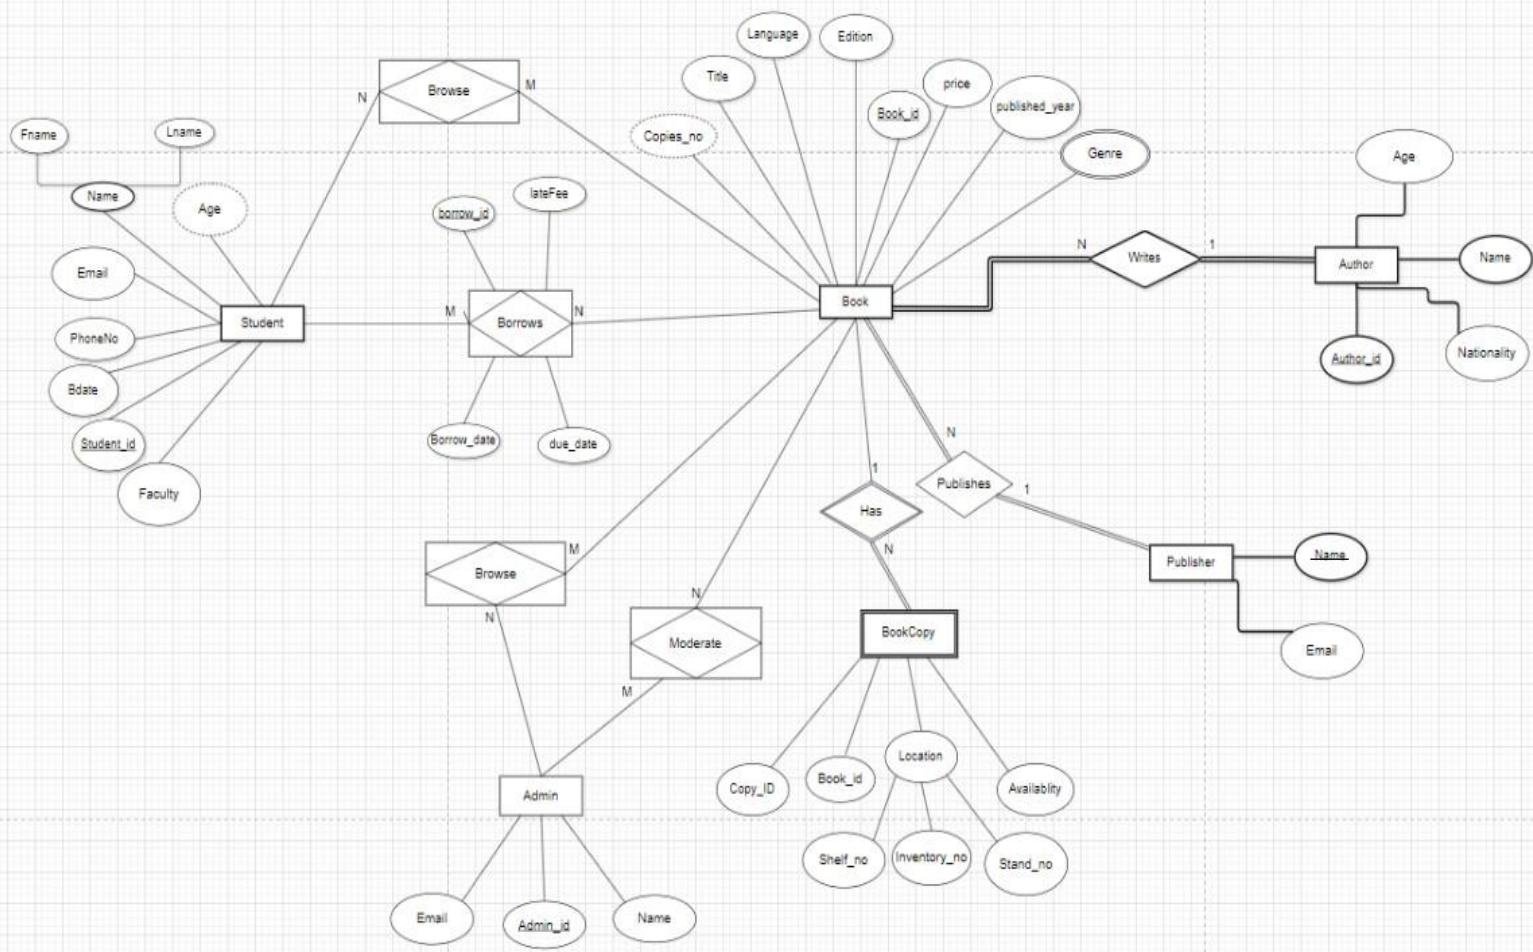 Language
Edition
Title
price
Book_id
published_year
Copies_no
Genre
Browse
N
M
Fname
Lname
Name
Age
Email
PhoneNo
Bdate
Student_id
Faculty
Student
borrow_id
lateFee
M
Borrows
N
Borrow_date
due_date
Book
N
Writes
1
Author
Age
Name
Author_id
Nationality
N
Publishes
1
Publisher
Name
Email
1
Has
N
BookCopy
Copy_ID
Book_id
Location
Availablity
Shelf_no
Inventory_no
Stand_no
Browse
M
N
N
Moderate
M
Admin
Email
Admin_id
Name